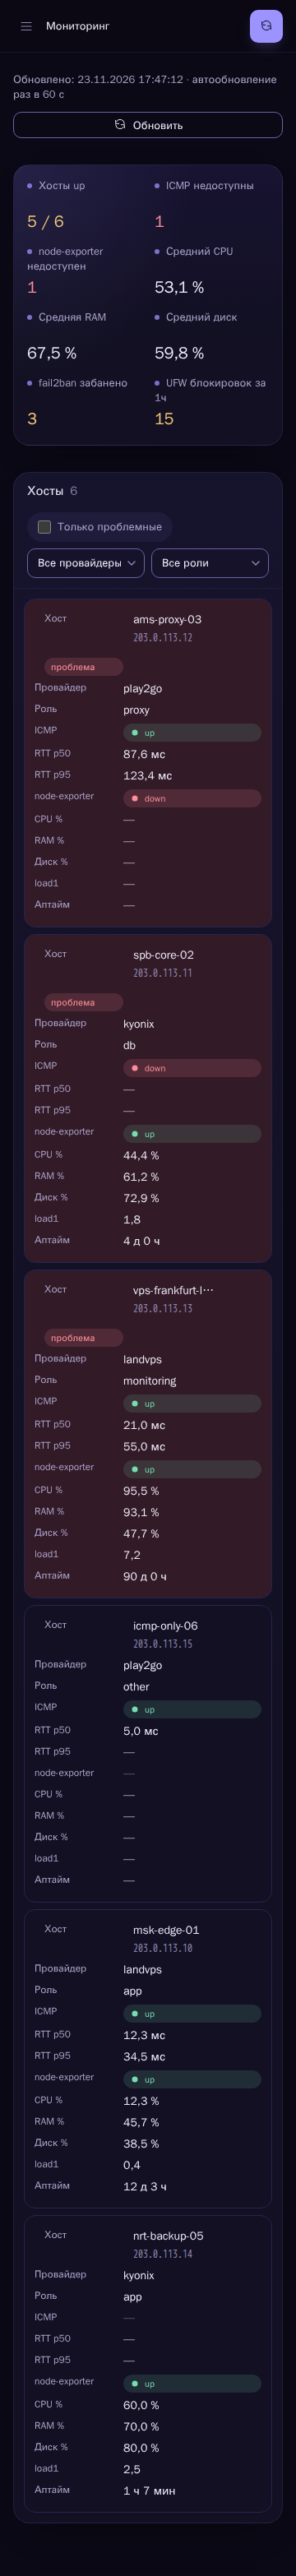 Мониторинг
Обновлено: 23.11.2026 17:47:12 · автообновление
раз в 60 с
Обновить
Хосты up
5 / 6
ICMP недоступны
1
node-exporter
недоступен
1
Средний CPU
53,1 %
Средняя RAM
67,5 %
Средний диск
59,8 %
fail2ban забанено
3
UFW блокировок за
1ч
15
Хосты 6
Только проблемные
Все провайдеры
Все роли
Хост ams-proxy-03
203.0.113.12
проблема
Провайдер play2go
Роль proxy
ICMP up
RTT p50 87,6 мс
RTT p95 123,4 мс
node-exporter down
CPU % —
RAM % —
Диск % —
load1 —
Аптайм —
Хост spb-core-02
203.0.113.11
проблема
Провайдер kyonix
Роль db
ICMP down
RTT p50 —
RTT p95 —
node-exporter up
CPU % 44,4 %
RAM % 61,2 %
Диск % 72,9 %
load1 1,8
Аптайм 4 д 0 ч
Хост vps-frankfurt-l…
203.0.113.13
проблема
Провайдер landvps
Роль monitoring
ICMP up
RTT p50 21,0 мс
RTT p95 55,0 мс
node-exporter up
CPU % 95,5 %
RAM % 93,1 %
Диск % 47,7 %
load1 7,2
Аптайм 90 д 0 ч
Хост icmp-only-06
203.0.113.15
Провайдер play2go
Роль other
ICMP up
RTT p50 5,0 мс
RTT p95 —
node-exporter —
CPU % —
RAM % —
Диск % —
load1 —
Аптайм —
Хост msk-edge-01
203.0.113.10
Провайдер landvps
Роль app
ICMP up
RTT p50 12,3 мс
RTT p95 34,5 мс
node-exporter up
CPU % 12,3 %
RAM % 45,7 %
Диск % 38,5 %
load1 0,4
Аптайм 12 д 3 ч
Хост nrt-backup-05
203.0.113.14
Провайдер kyonix
Роль app
ICMP —
RTT p50 —
RTT p95 —
node-exporter up
CPU % 60,0 %
RAM % 70,0 %
Диск % 80,0 %
load1 2,5
Аптайм 1 ч 7 мин